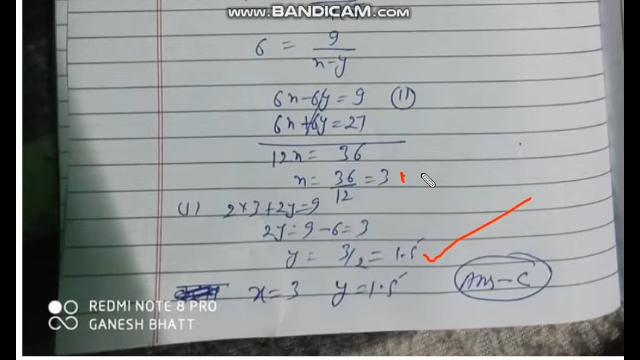 WWW.BANDICAM.COM
6 = 9/(x-y)
6x-6y=9 (11)
6x+6y=27
12x= 36
x= 36/12 =3
(1) 2×3+2y=9
2y=9-6=3
y= 3/2=1.5
x=3 y=1.5 Ans-C
REDMI NOTE 8 PRO
GANESH BHATT